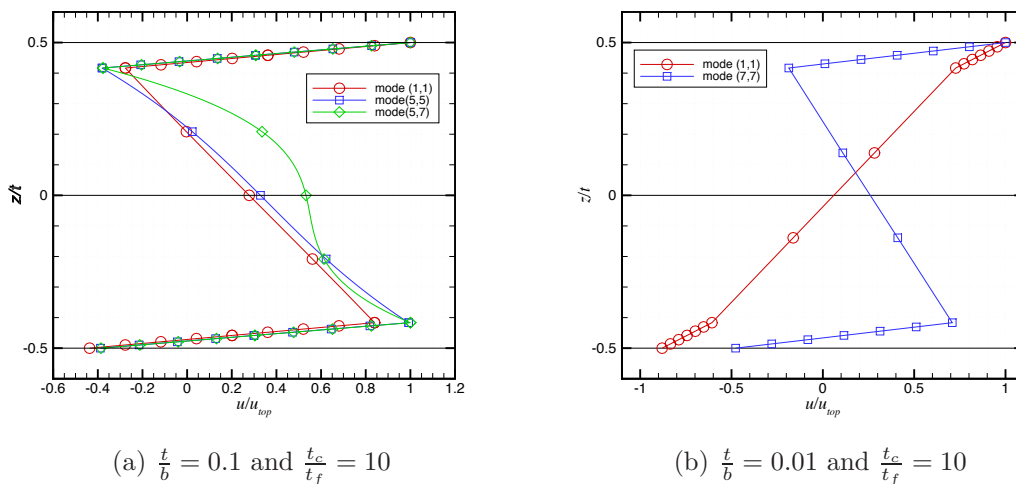 z/t
0.5
0
-0.5
mode (1,1)
mode(5,5)
mode(5,7)
-0.6 -0.4 -0.2 0 0.2 0.4 0.6 0.8 1 1.2
u/u_top
(a) t/b = 0.1 and t_c/t_f = 10
z/t
0.5
0
-0.5
mode (1,1)
mode (7,7)
-1 -0.5 0 0.5 1
u/u_top
(b) t/b = 0.01 and t_c/t_f = 10